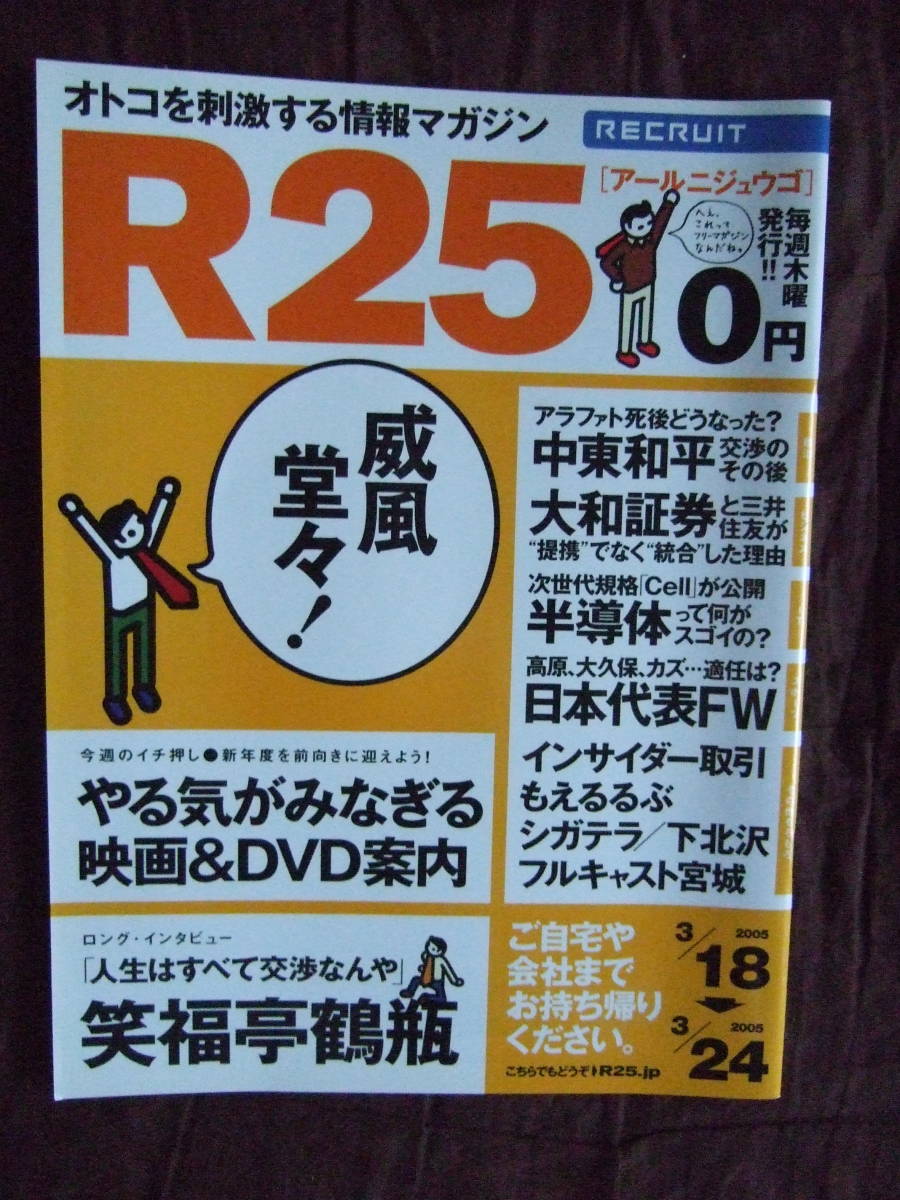 オトコを刺激する情報マガジン
RECRUIT
R25
[アールニジュウゴ]
へぇ、
これって
フリーマガジン
なんだね。
毎週木曜
発行!!
0円
威風
堂々!
アラファト死後どうなった?
中東和平交渉の
その後
大和証券と三井
住友が
“提携”でなく“統合”した理由
次世代規格「Cell」が公開
半導体って何が
スゴイの?
高原、大久保、カズ…適任は?
日本代表FW
インサイダー取引
もえるるぶ
シガテラ/下北沢
フルキャスト宮城
今週のイチ押し●新年度を前向きに迎えよう!
やる気がみなぎる
映画&DVD案内
ロング・インタビュー
「人生はすべて交渉なんや」
笑福亭鶴瓶
ご自宅や
会社まで
お持ち帰り
ください。
こちらでもどうぞR25.jp
2005
3/18
2005
3/24